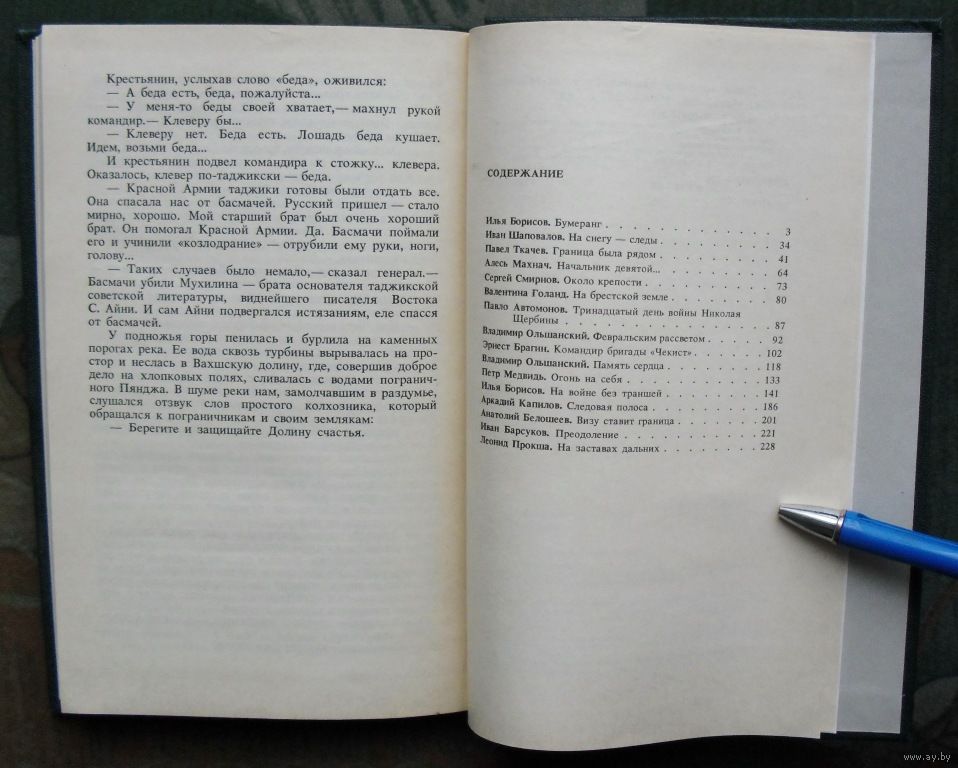 Крестьянин, услыхав слово «беда», оживился:
— А беда есть, беда, пожалуйста...
— У меня-то беды своей хватает,— махнул рукой
командир.— Клеверу бы...
— Клеверу нет. Беда есть. Лошадь беда кушает.
Идем, возьми беда...
И крестьянин подвел командира к стожку... клевера.
Оказалось, клевер по-таджикски — беда.
— Красной Армии таджики готовы были отдать все.
Она спасала нас от басмачей. Русский пришел — стало
мирно, хорошо. Мой старший брат был очень хороший
брат. Он помогал Красной Армии. Да. Басмачи поймали
его и учинили «козлодрание» — отрубили ему руки, ноги,
голову...
— Таких случаев было немало,— сказал генерал.—
Басмачи убили Мухилина — брата основателя таджикской
советской литературы, виднейшего писателя Востока
С. Айни. И сам Айни подвергался истязаниям, еле спасся
от басмачей.
У подножья горы пенилась и бурлила на каменных
порогах река. Ее вода сквозь турбины вырывалась на про-
стор и неслась в Вахшскую долину, где, совершив доброе
дело на хлопковых полях, сливалась с водами погранич-
ного Пянджа. В шуме реки нам, замолчавшим в раздумье,
слушался отзвук слов простого колхозника, который
обращался к пограничникам и своим землякам:
— Берегите и защищайте Долину счастья.
СОДЕРЖАНИЕ
Илья Борисов. Бумеранг . . . . . . . . . . . . 3
Иван Шаповалов. На снегу — следы . . . . . . . . 34
Павел Ткачев. Граница была рядом . . . . . . . . 41
Алесь Махнач. Начальник девятой... . . . . . . . . 64
Сергей Смирнов. Около крепости . . . . . . . . . 73
Валентина Голанд. На брестской земле . . . . . . . 80
Павло Автомонов. Тринадцатый день войны Николая
Щербины . . . . . . . . . . . . . . 87
Владимир Ольшанский. Февральским рассветом . . . . 92
Эрнест Брагин. Командир бригады «Чекист» . . . . . 102
Владимир Ольшанский. Память сердца . . . . . . . 118
Петр Медвидь. Огонь на себя . . . . . . . . . . 133
Илья Борисов. На войне без траншей . . . . . . . 141
Аркадий Капилов. Следовая полоса . . . . . . . . 186
Анатолий Белошеев. Визу ставит граница . . . . . . 201
Иван Барсуков. Преодоление . . . . . . . . . . 221
Леонид Прокша. На заставах дальних . . . . . . . 228
www.ay.by